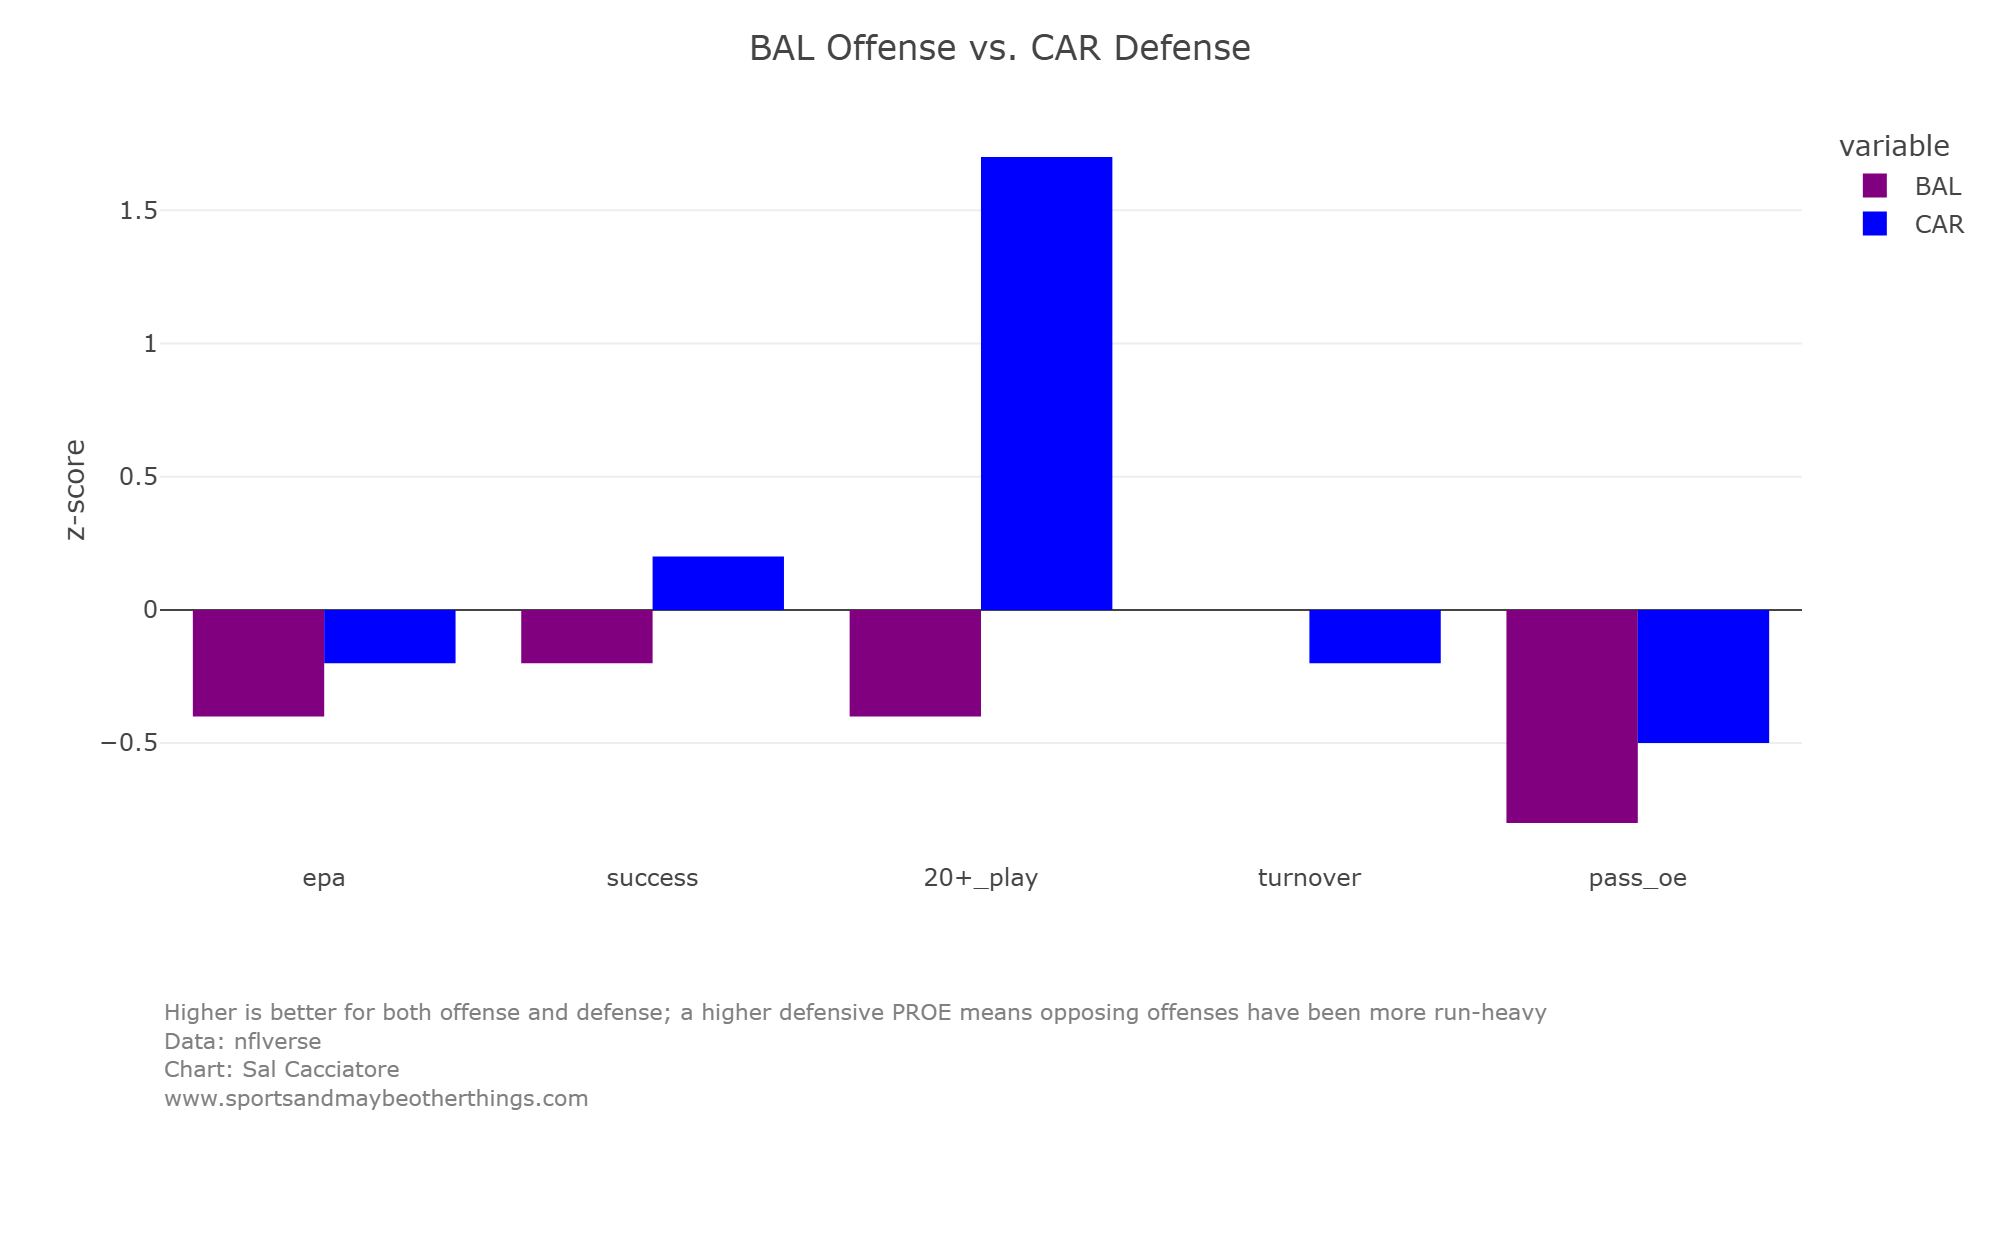 BAL Offense vs. CAR Defense
variable
BAL
CAR
1.5
1
0.5
0
−0.5
z-score
epa
success
20+_play
turnover
pass_oe
Higher is better for both offense and defense; a higher defensive PROE means opposing offenses have been more run-heavy
Data: nflverse
Chart: Sal Cacciatore
www.sportsandmaybeotherthings.com